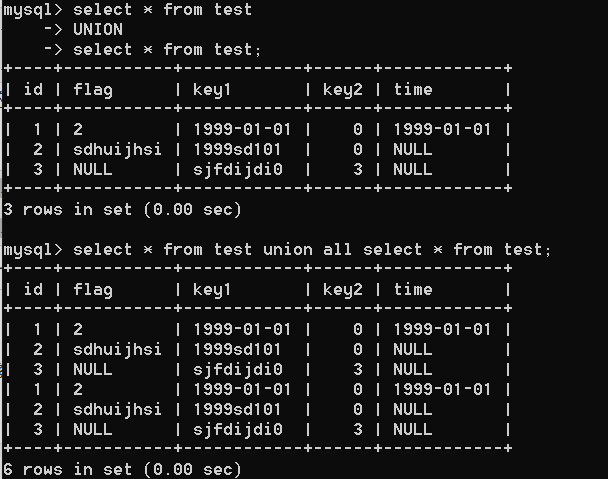 mysql> select * from test
    -> UNION
    -> select * from test;
+----+------------+------------+------+------------+
| id | flag       | key1       | key2 | time       |
+----+------------+------------+------+------------+
|  1 | 2          | 1999-01-01 |    0 | 1999-01-01 |
|  2 | sdhuijhsi  | 1999sd101  |    0 | NULL       |
|  3 | NULL       | sjfdijdi0  |    3 | NULL       |
+----+------------+------------+------+------------+
3 rows in set (0.00 sec)

mysql> select * from test union all select * from test;
+----+------------+------------+------+------------+
| id | flag       | key1       | key2 | time       |
+----+------------+------------+------+------------+
|  1 | 2          | 1999-01-01 |    0 | 1999-01-01 |
|  2 | sdhuijhsi  | 1999sd101  |    0 | NULL       |
|  3 | NULL       | sjfdijdi0  |    3 | NULL       |
|  1 | 2          | 1999-01-01 |    0 | 1999-01-01 |
|  2 | sdhuijhsi  | 1999sd101  |    0 | NULL       |
|  3 | NULL       | sjfdijdi0  |    3 | NULL       |
+----+------------+------------+------+------------+
6 rows in set (0.00 sec)